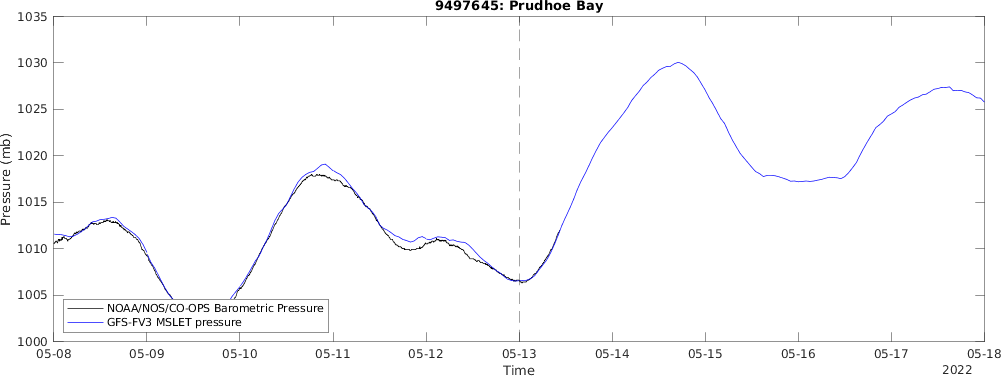 9497645: Prudhoe Bay
1035
1030
1025
1020
1015
1010
1005
1000
Pressure (mb)
NOAA/NOS/CO-OPS Barometric Pressure
GFS-FV3 MSLET pressure
05-08 05-09 05-10 05-11 05-12 05-13 05-14 05-15 05-16 05-17 05-18
Time
2022